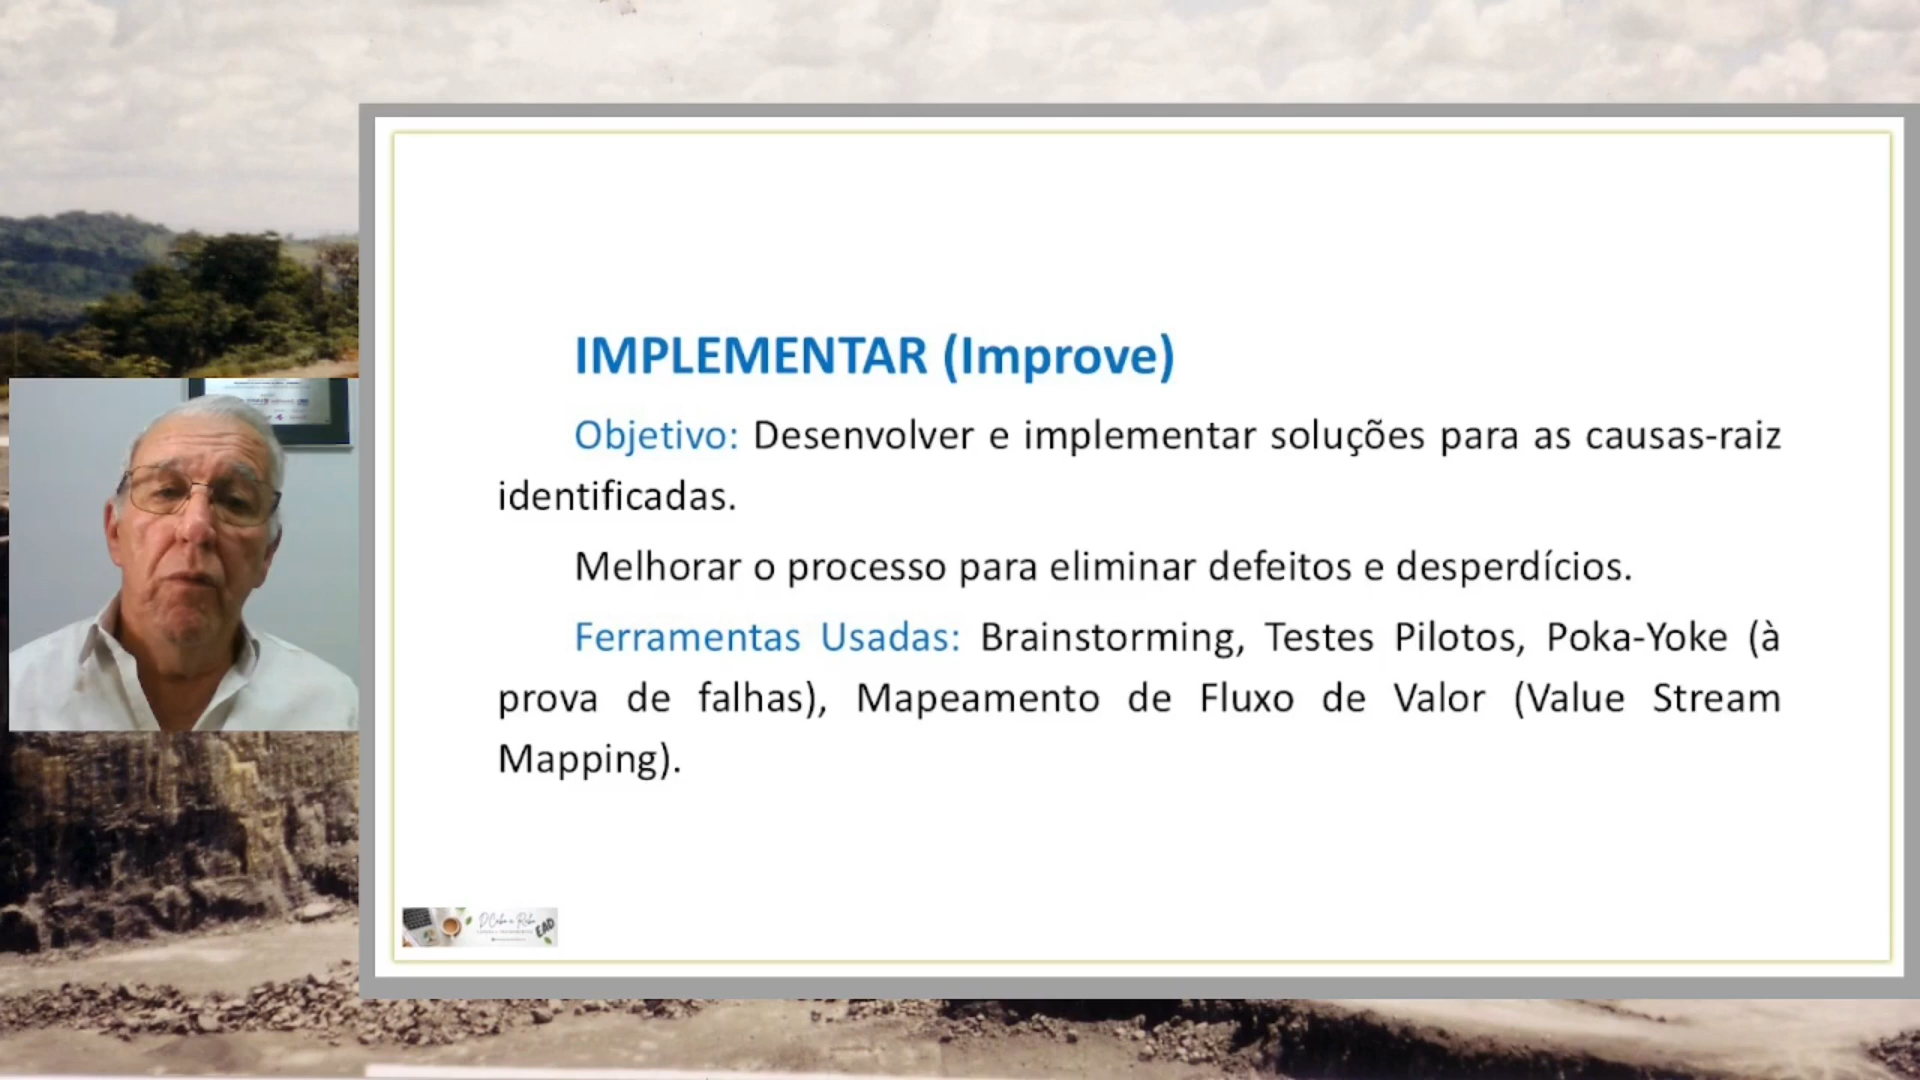 IMPLEMENTAR (Improve)
Objetivo: Desenvolver e implementar soluções para as causas-raiz
identificadas.
Melhorar o processo para eliminar defeitos e desperdícios.
Ferramentas Usadas: Brainstorming, Testes Pilotos, Poka-Yoke (à
prova de falhas), Mapeamento de Fluxo de Valor (Value Stream
Mapping).
EAD